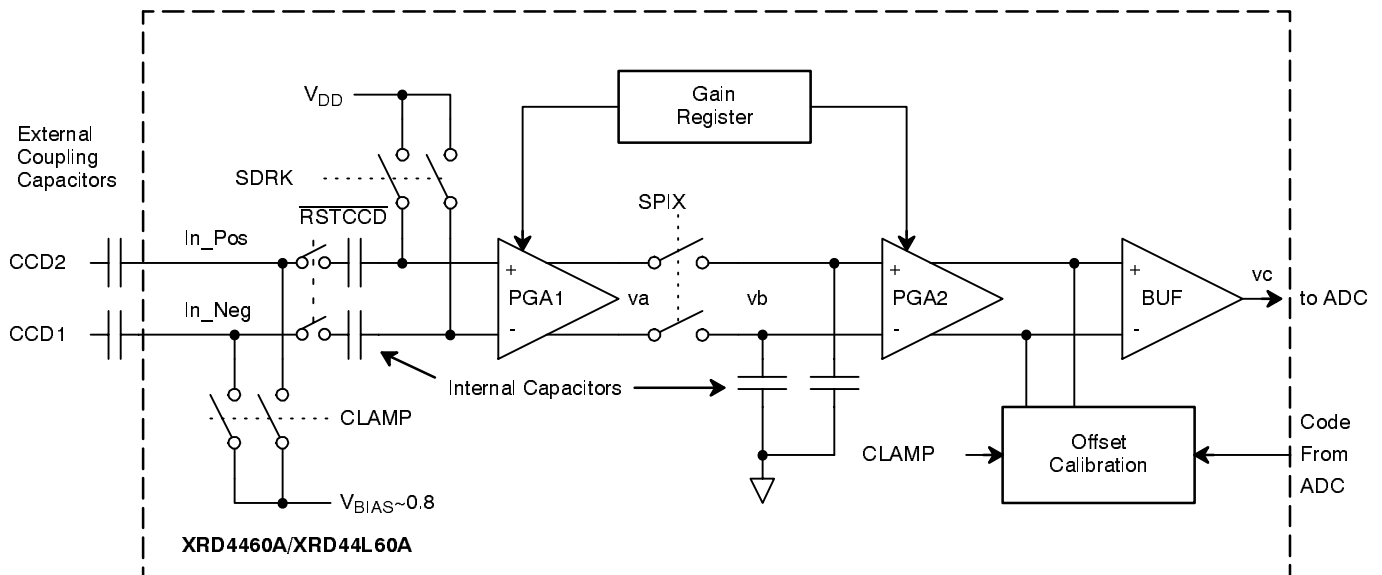 External
Coupling
Capacitors
V_DD
Gain
Register
SDRK
RSTCCD
SPIX
CCD2
In_Pos
+
PGA1
-
va
vb
+
PGA2
-
+
BUF
-
vc
to ADC
CCD1
In_Neg
Internal Capacitors
CLAMP
CLAMP
Offset
Calibration
Code
From
ADC
V_BIAS~0.8
XRD4460A/XRD44L60A